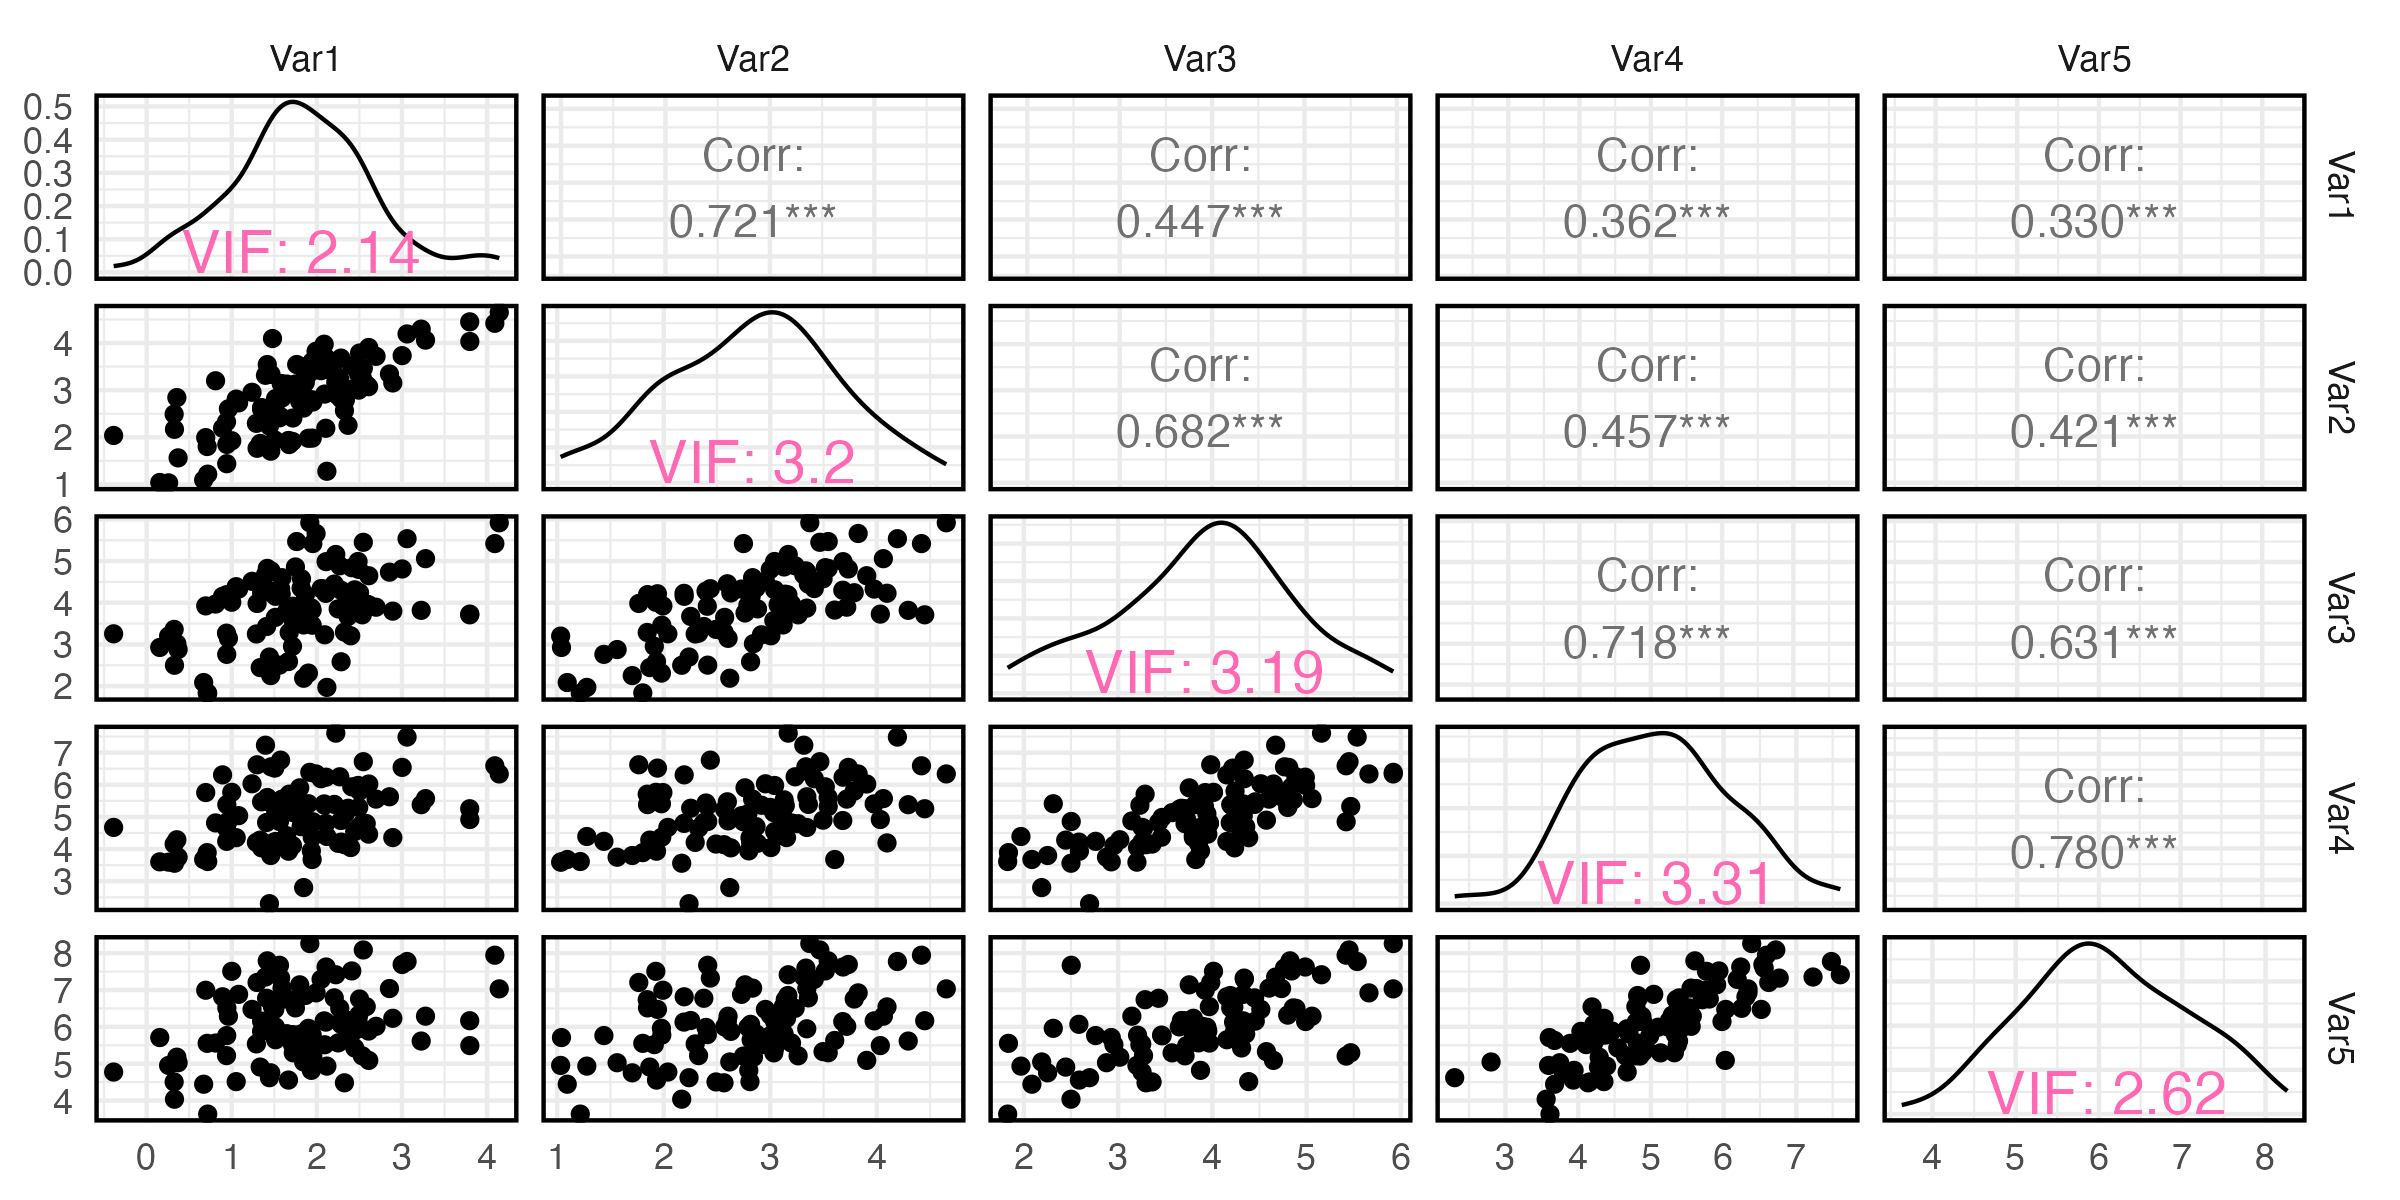 Var1 Var2 Var3 Var4 Var5
0.5
0.4
0.3
0.2
0.1
0.0
VIF: 2.14
Corr:
0.721***
Corr:
0.447***
Corr:
0.362***
Corr:
0.330***
Var1
4
3
2
1
VIF: 3.2
Corr:
0.682***
Corr:
0.457***
Corr:
0.421***
Var2
6
5
4
3
2
VIF: 3.19
Corr:
0.718***
Corr:
0.631***
Var3
7
6
5
4
3
VIF: 3.31
Corr:
0.780***
Var4
8
7
6
5
4
VIF: 2.62
Var5
0 1 2 3 4
1 2 3 4
2 3 4 5 6
3 4 5 6 7
4 5 6 7 8